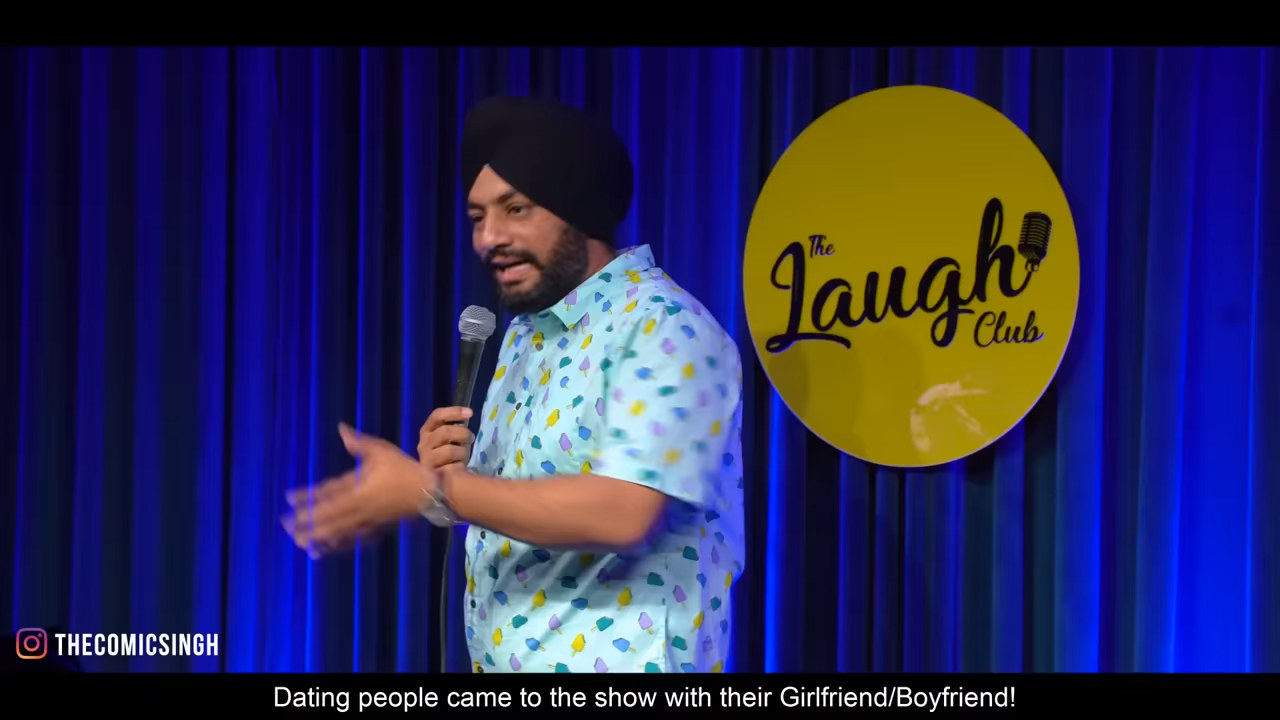 The
Laugh
Club
THECOMICSINGH
Dating people came to the show with their Girlfriend/Boyfriend!